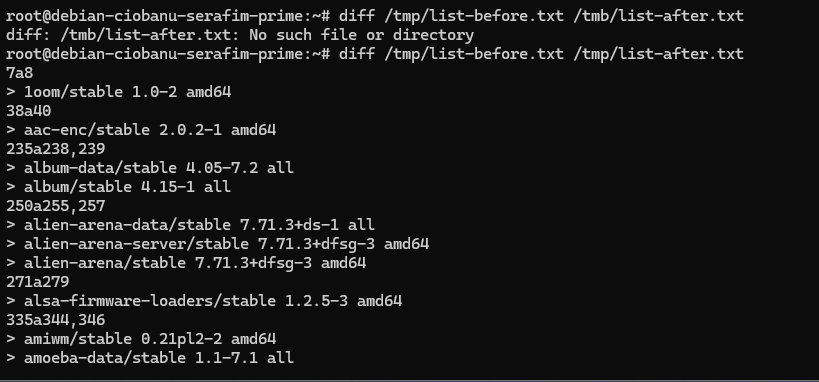 root@debian-ciobanu-serafim-prime:~# diff /tmp/list-before.txt /tmb/list-after.txt
diff: /tmb/list-after.txt: No such file or directory
root@debian-ciobanu-serafim-prime:~# diff /tmp/list-before.txt /tmp/list-after.txt
7a8
> 1oom/stable 1.0-2 amd64
38a40
> aac-enc/stable 2.0.2-1 amd64
235a238,239
> album-data/stable 4.05-7.2 all
> album/stable 4.15-1 all
250a255,257
> alien-arena-data/stable 7.71.3+ds-1 all
> alien-arena-server/stable 7.71.3+dfsg-3 amd64
> alien-arena/stable 7.71.3+dfsg-3 amd64
271a279
> alsa-firmware-loaders/stable 1.2.5-3 amd64
335a344,346
> amiwm/stable 0.21pl2-2 amd64
> amoeba-data/stable 1.1-7.1 all